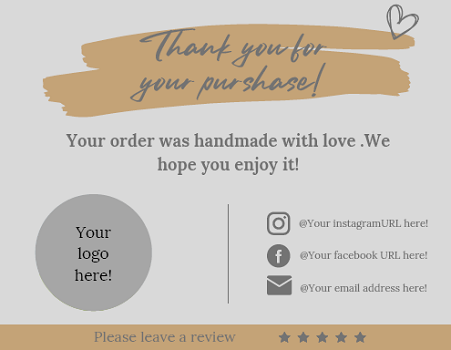 Thank you for
your purshase!
Your order was handmade with love .We
hope you enjoy it!
Your
logo
here!
@Your instagramURL here!
@Your facebook URL here!
@Your email address here!
Please leave a review